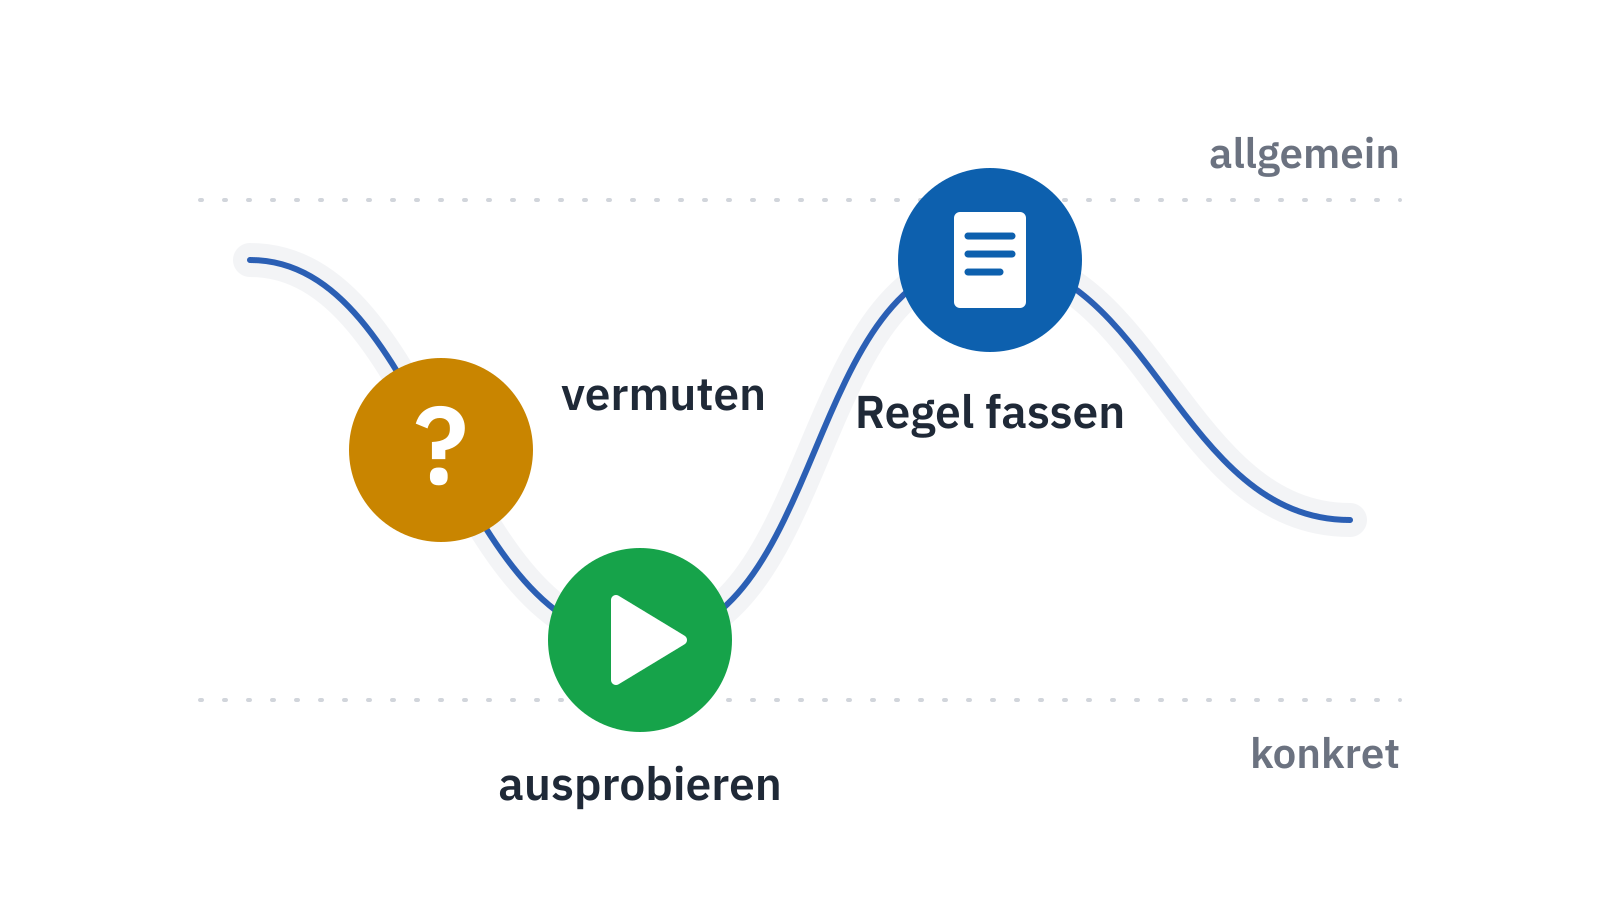 allgemein
?
vermuten
Regel fassen
ausprobieren
konkret